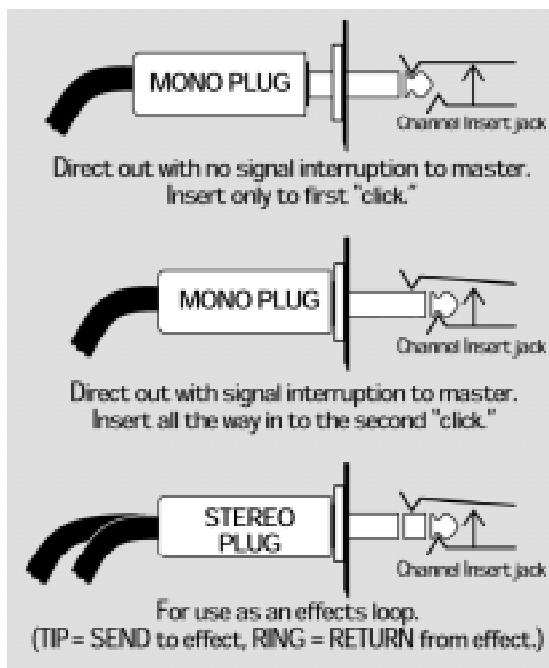 MONO PLUG
Channel Insert jack
Direct out with no signal interruption to master.
Insert only to first "click."
MONO PLUG
Channel Insert jack
Direct out with signal interruption to master.
Insert all the way in to the second "click."
STEREO
PLUG
Channel Insert jack
For use as an effects loop.
(TIP = SEND to effect, RING = RETURN from effect.)